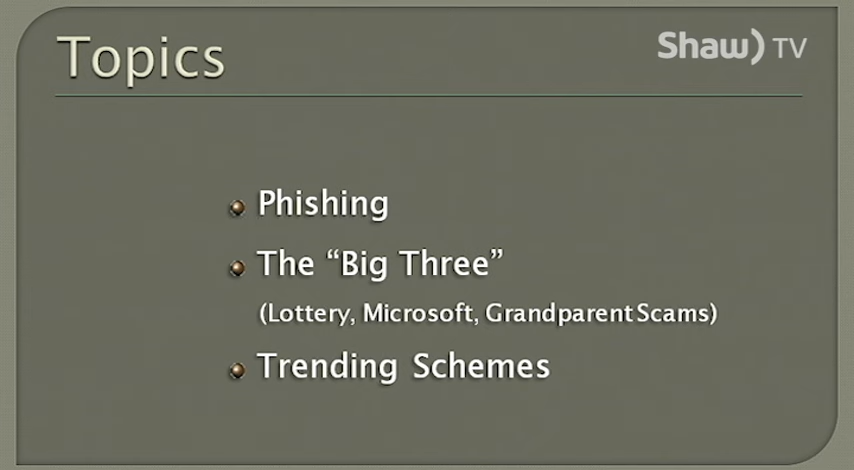 Topics
Shaw) TV
Phishing
The “Big Three”
(Lottery, Microsoft, Grandparent Scams)
Trending Schemes